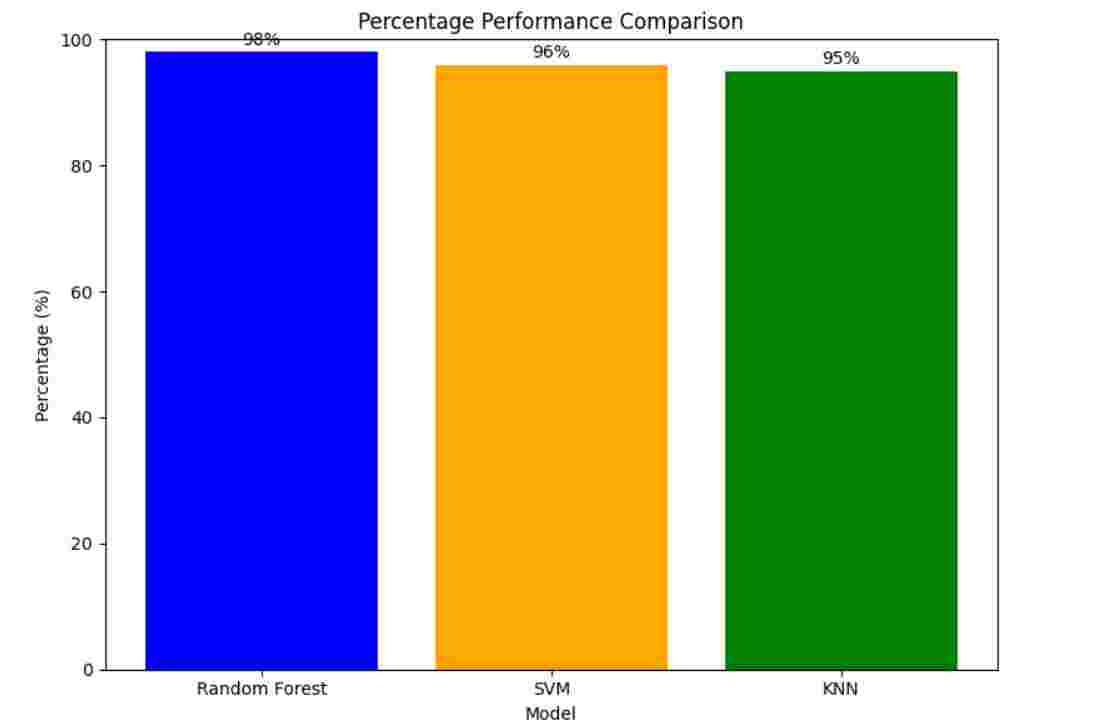 Percentage Performance Comparison
98%
96%
95%
100
80
60
40
20
0
Percentage (%)
Random Forest
SVM
KNN
Model